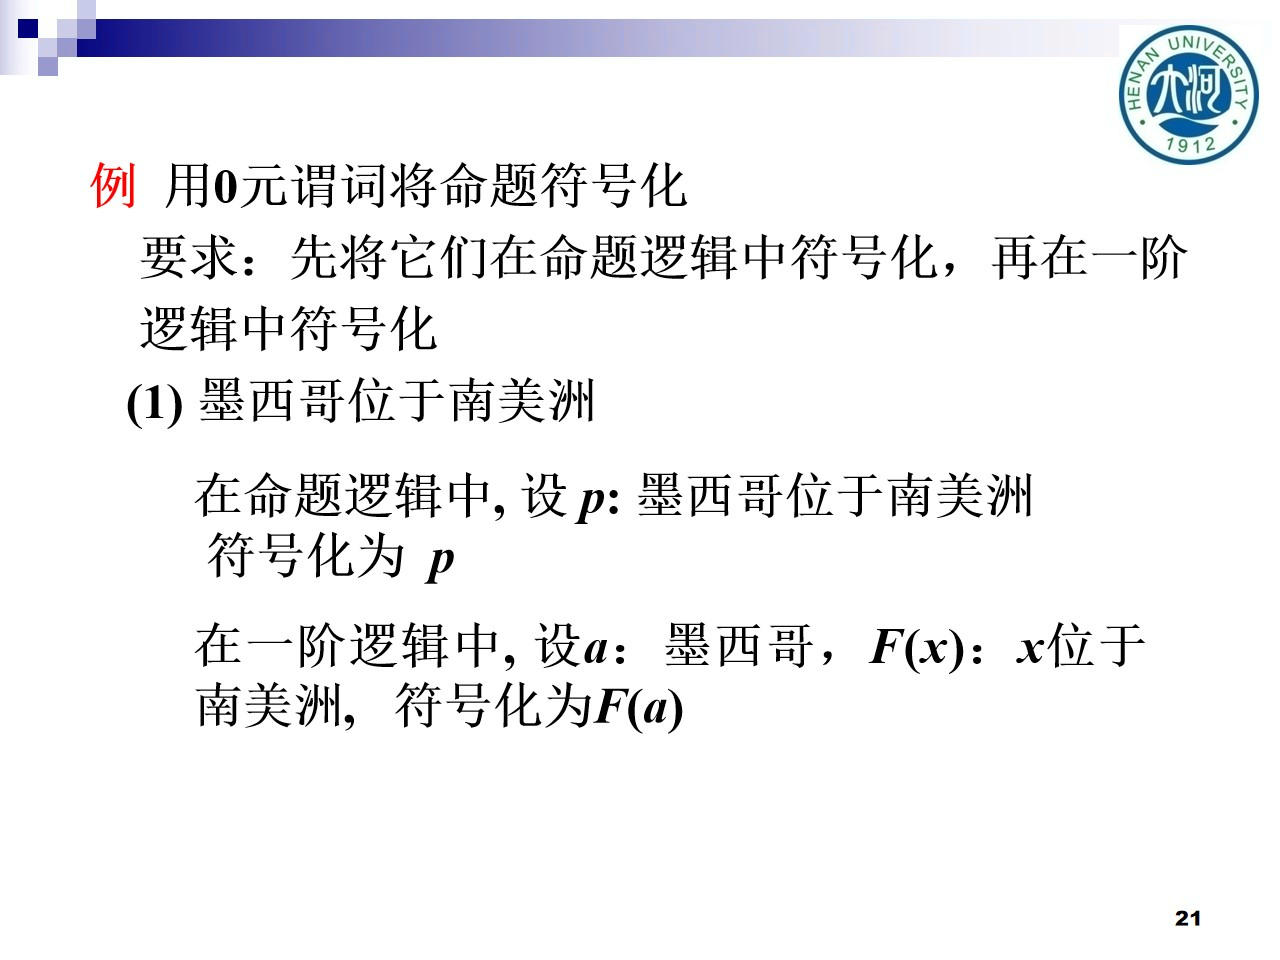 HENAN UNIVERSITY
1912
例 用0元谓词将命题符号化
要求：先将它们在命题逻辑中符号化，再在一阶
逻辑中符号化
(1) 墨西哥位于南美洲
在命题逻辑中, 设 p: 墨西哥位于南美洲
符号化为 p
在一阶逻辑中, 设a：墨西哥，F(x)：x位于
南美洲, 符号化为F(a)
21